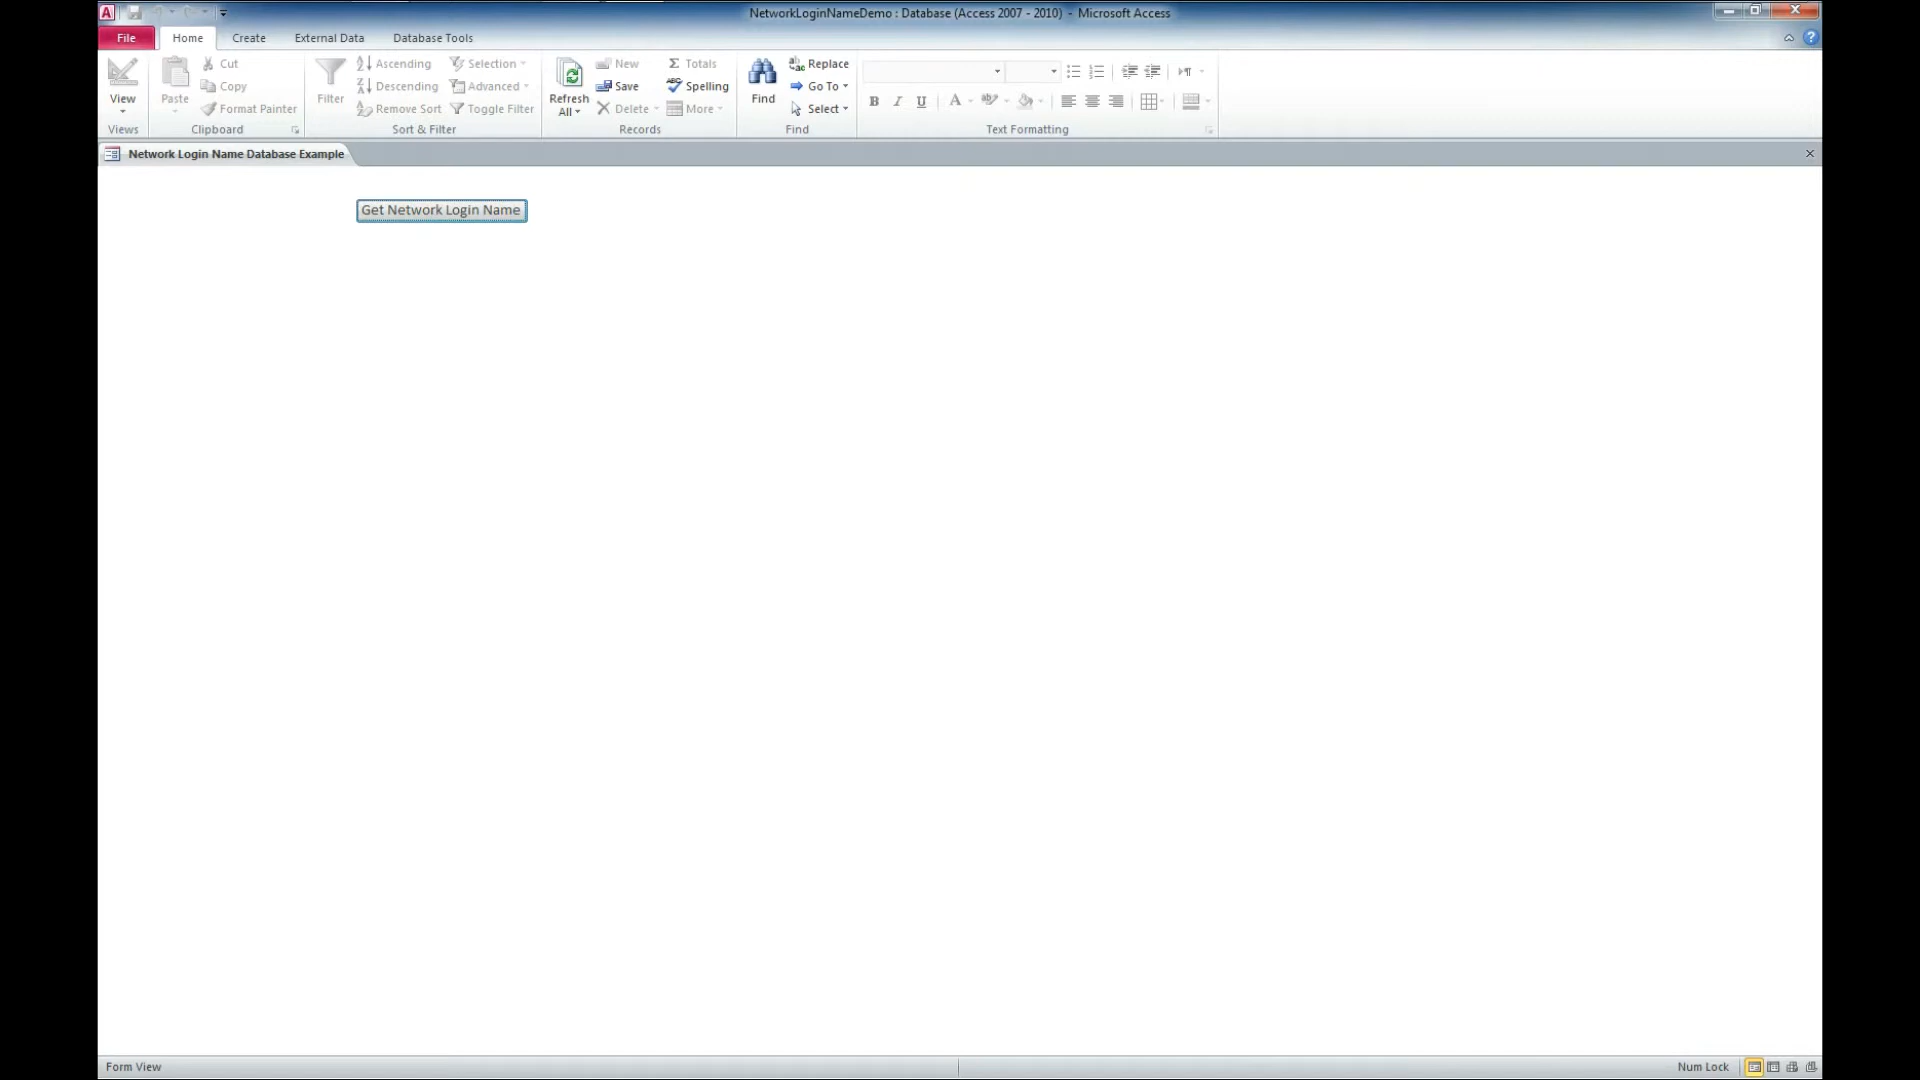 NetworkLoginNameDemo : Database (Access 2007 - 2010) - Microsoft Access
File Home Create External Data Database Tools
View
Views
Paste
Cut
Copy
Format Painter
Clipboard
Filter
Ascending
Descending
Remove Sort
Selection
Advanced
Toggle Filter
Sort & Filter
Refresh
All
New
Save
Delete
Totals
Spelling
More
Records
Find
Replace
Go To
Select
Find
B I U A
Text Formatting
Network Login Name Database Example
Get Network Login Name
Form View
Num Lock